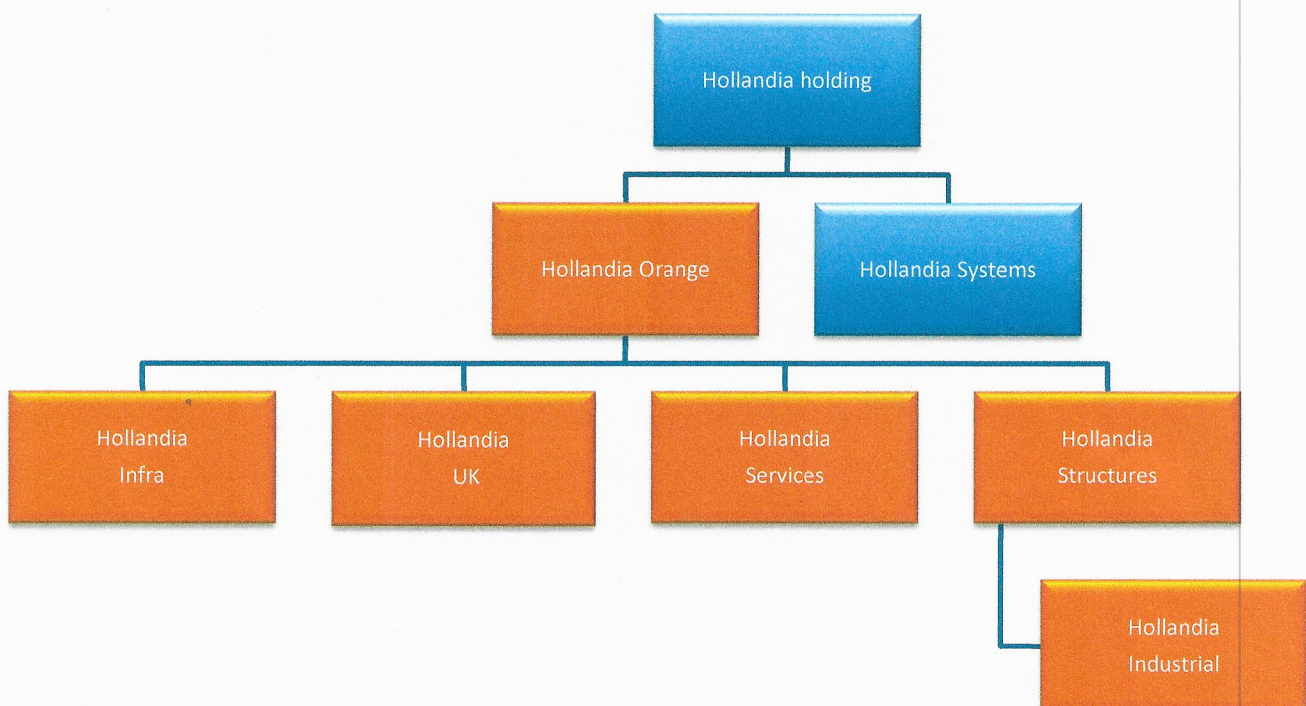 Hollandia holding
Hollandia Orange
Hollandia Systems
Hollandia
Infra
Hollandia
UK
Hollandia
Services
Hollandia
Structures
Hollandia
Industrial